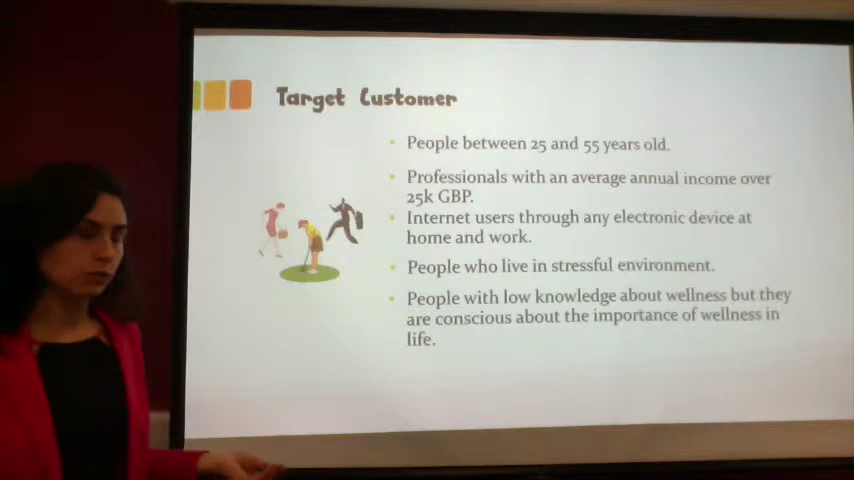 Target Customer
People between 25 and 55 years old.
Professionals with an average annual income over
25k GBP.
Internet users through any electronic device at
home and work.
People who live in stressful environment.
People with low knowledge about wellness but they
are conscious about the importance of wellness in
life.